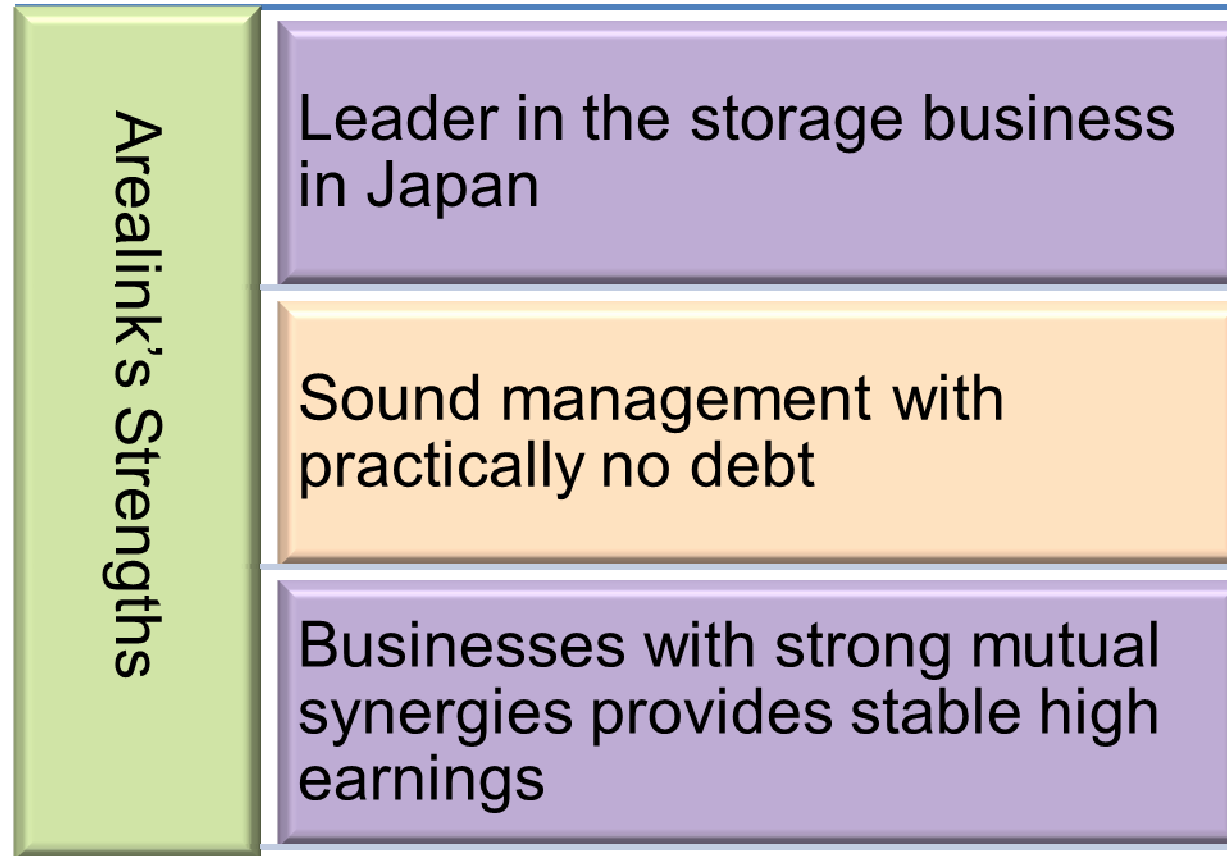 Arealink’s Strengths
Leader in the storage business
in Japan
Sound management with
practically no debt
Businesses with strong mutual
synergies provides stable high
earnings